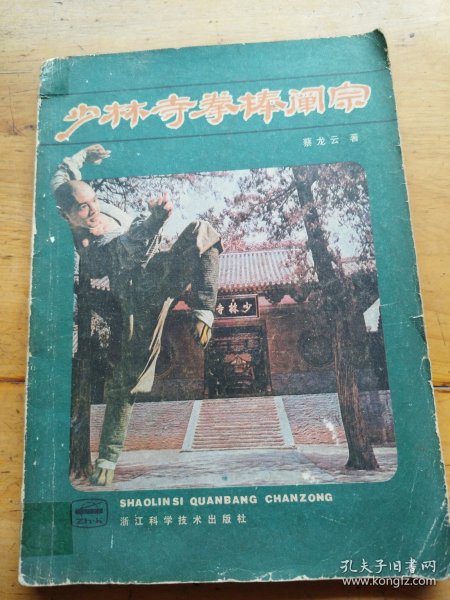 少林寺拳棒阐宗
蔡龙云 著
少林寺
SHAOLINSI QUANBANG CHANZONG
Zh-k
浙江科学技术出版社
孔夫子旧书网
www.kongfz.com